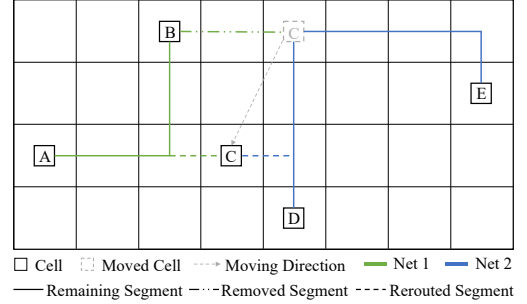 B
C
E
A
C
D
Cell Moved Cell Moving Direction Net 1 Net 2
Remaining Segment Removed Segment Rerouted Segment